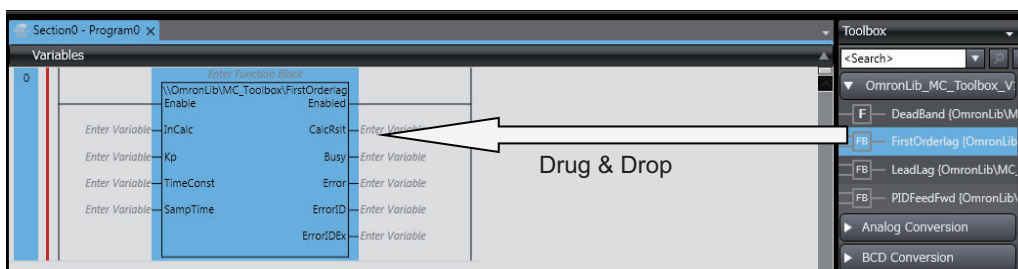 Section0 - Program0
Variables
0
Enter Function Block
\\OmronLib\MC_Toolbox\FirstOrderlag
Enable Enabled
Enter Variable InCalc CalcRslt Enter Variable
Enter Variable Kp Busy Enter Variable
Enter Variable TimeConst Error Enter Variable
Enter Variable SampTime ErrorID Enter Variable
ErrorIDEx Enter Variable
Drug & Drop
Toolbox
<Search>
OmronLib_MC_Toolbox_V
F DeadBand {OmronLib\M
FB FirstOrderlag {OmronLib
FB LeadLag {OmronLib\MC_
FB PIDFeedFwd {OmronLib\
Analog Conversion
BCD Conversion